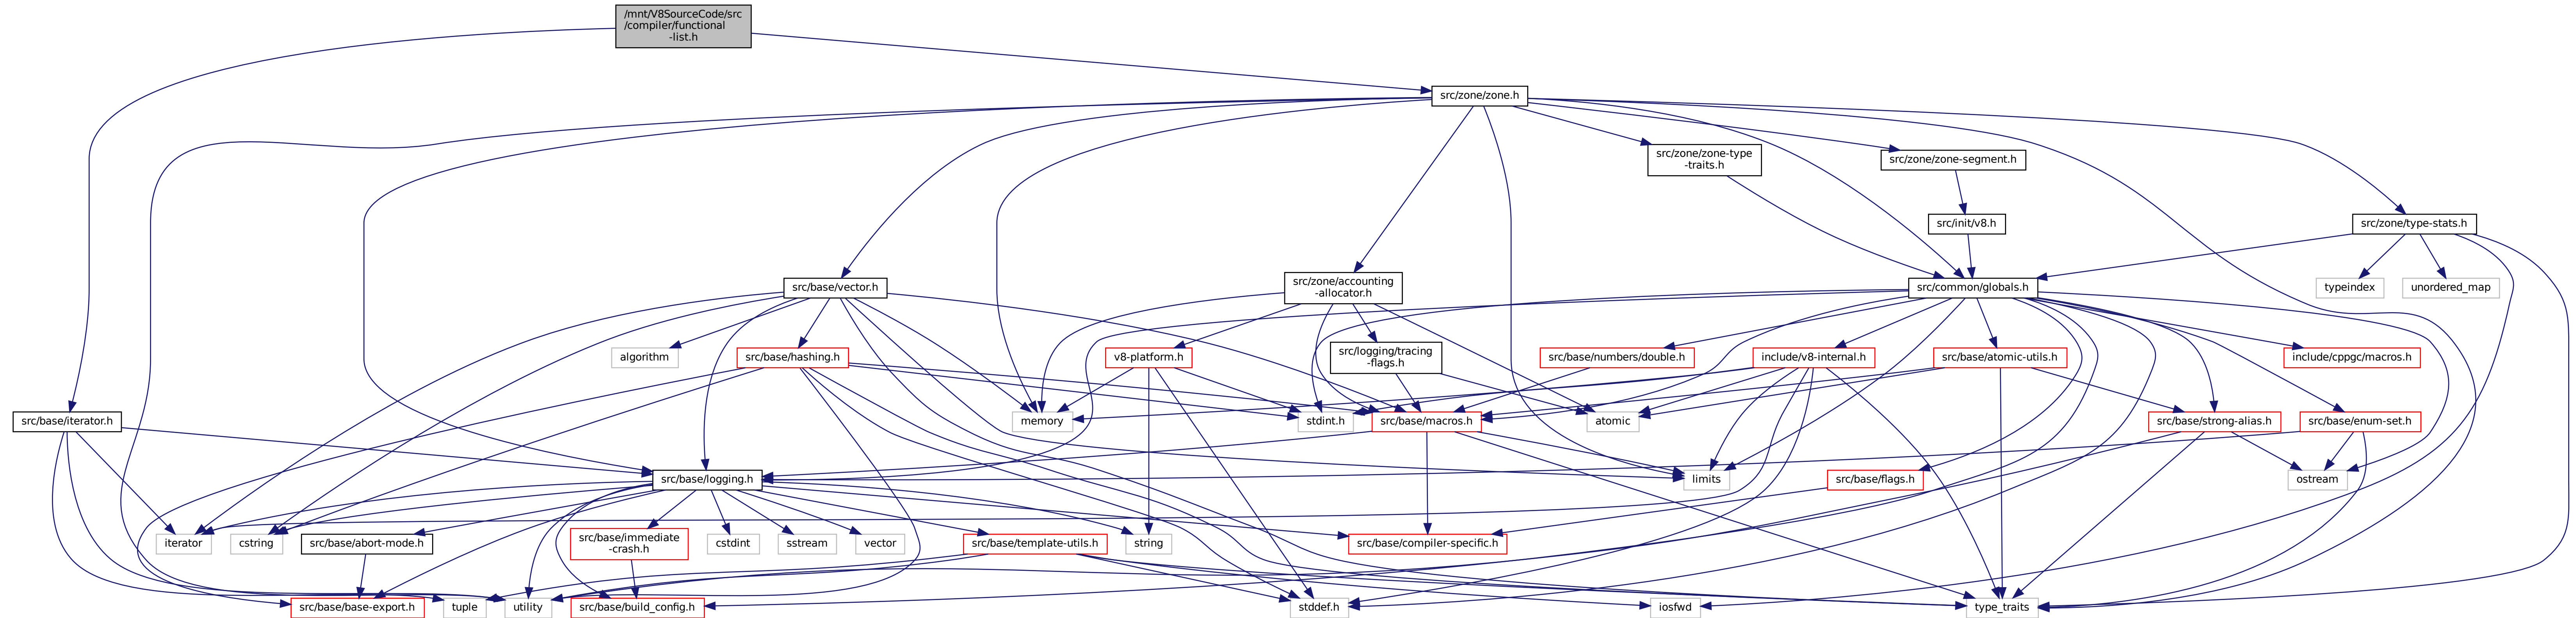 /mnt/V8SourceCode/src
/compiler/functional
-list.h
src/zone/zone.h
src/zone/zone-type
-traits.h
src/zone/zone-segment.h
src/init/v8.h
src/zone/type-stats.h
src/base/vector.h
src/zone/accounting
-allocator.h
src/common/globals.h
typeindex
unordered_map
algorithm
src/base/hashing.h
v8-platform.h
src/logging/tracing
-flags.h
src/base/numbers/double.h
include/v8-internal.h
src/base/atomic-utils.h
include/cppgc/macros.h
src/base/iterator.h
memory
stdint.h
src/base/macros.h
atomic
src/base/strong-alias.h
src/base/enum-set.h
src/base/logging.h
limits
src/base/flags.h
ostream
iterator
cstring
src/base/abort-mode.h
src/base/immediate
-crash.h
cstdint
sstream
vector
src/base/template-utils.h
string
src/base/compiler-specific.h
src/base/base-export.h
tuple
utility
src/base/build_config.h
stddef.h
iosfwd
type_traits